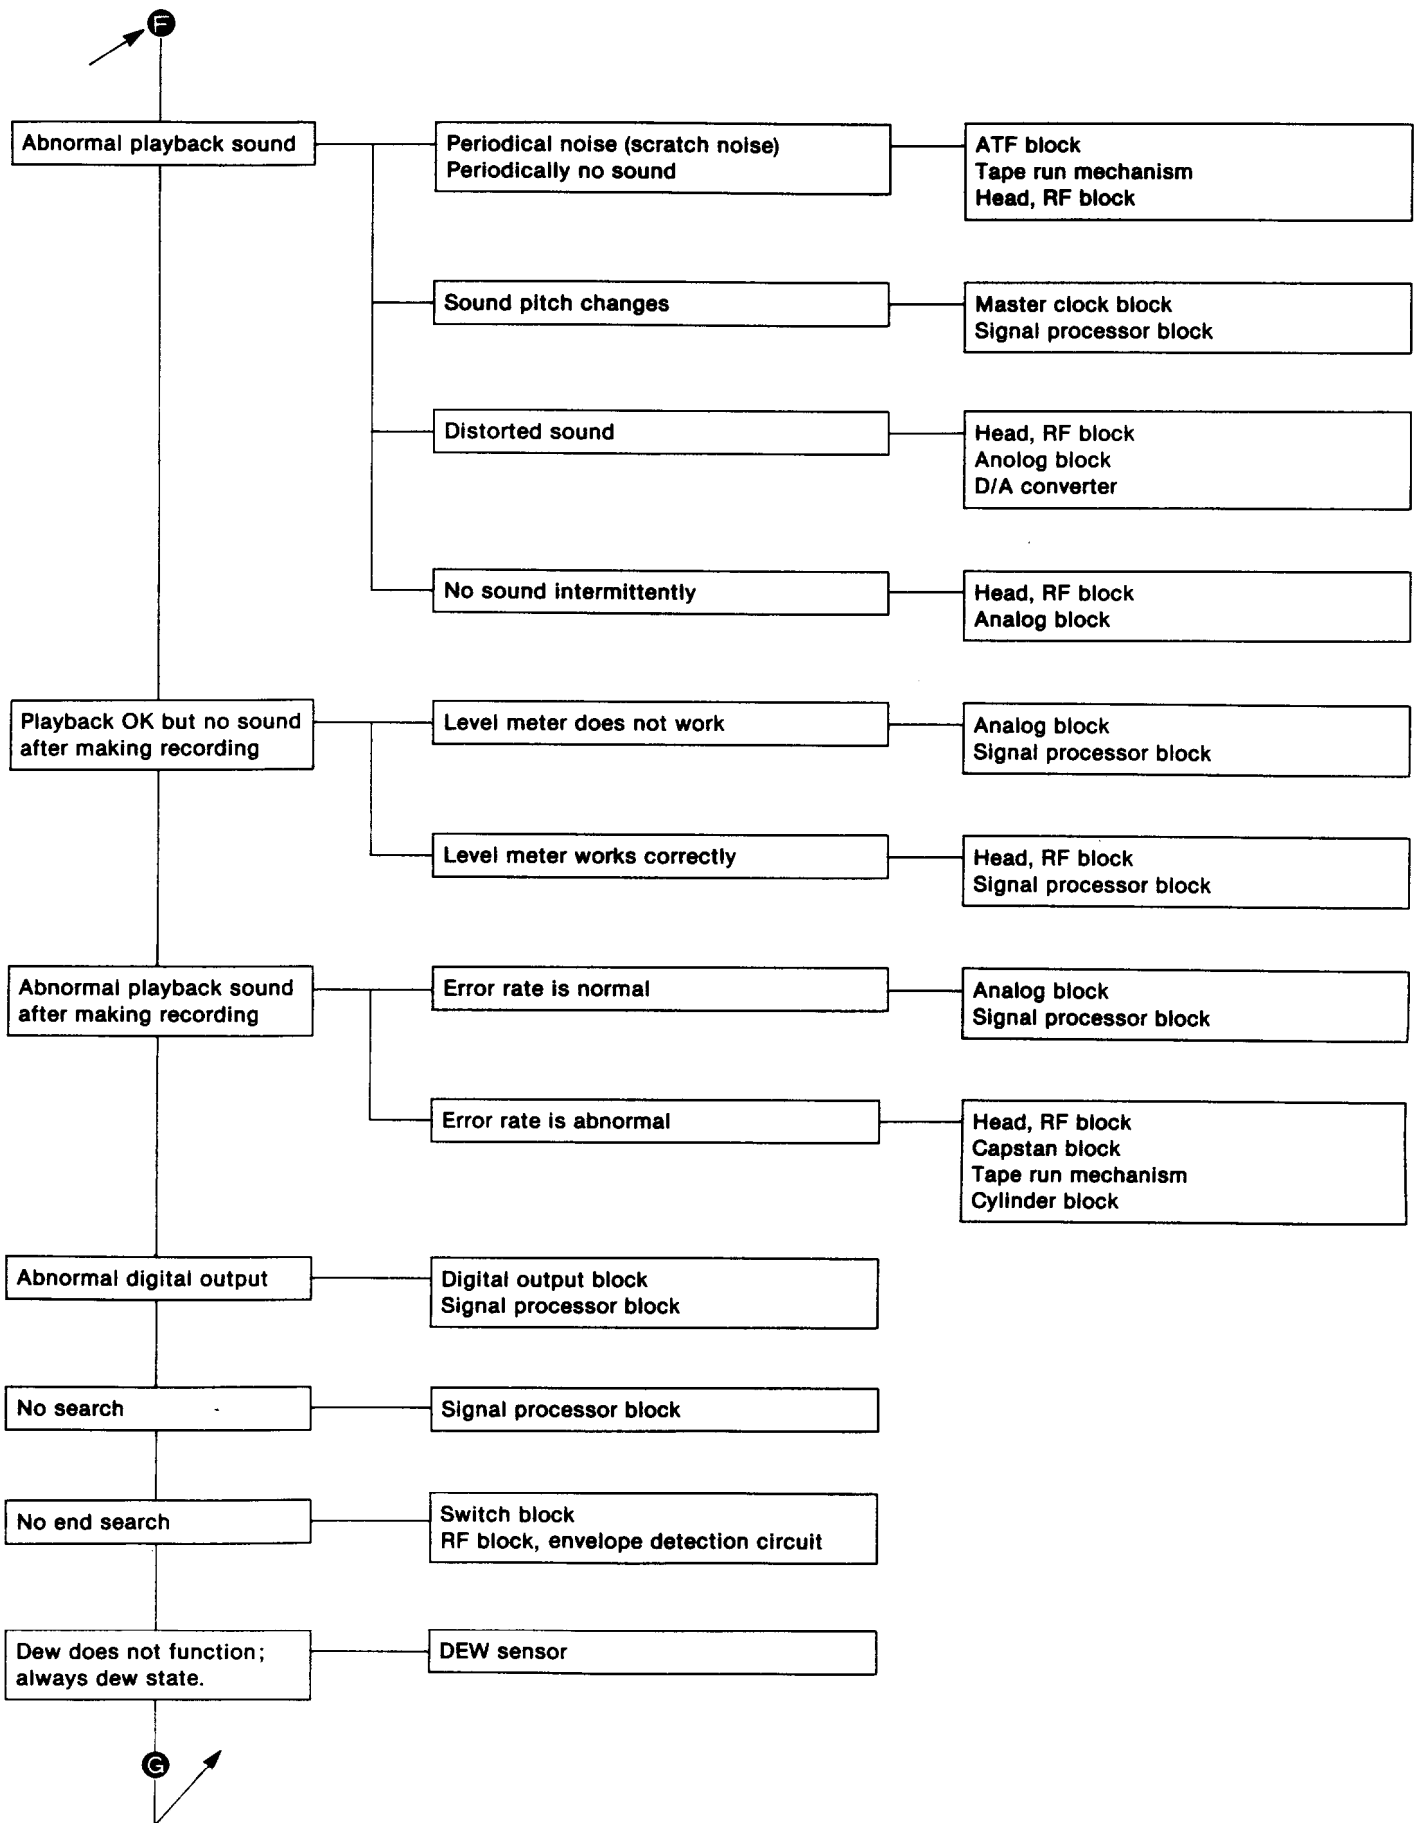 F
Abnormal playback sound
Periodical noise (scratch noise)
Periodically no sound
ATF block
Tape run mechanism
Head, RF block
Sound pitch changes
Master clock block
Signal processor block
Distorted sound
Head, RF block
Anolog block
D/A converter
No sound intermittently
Head, RF block
Analog block
Playback OK but no sound
after making recording
Level meter does not work
Analog block
Signal processor block
Level meter works correctly
Head, RF block
Signal processor block
Abnormal playback sound
after making recording
Error rate is normal
Analog block
Signal processor block
Error rate is abnormal
Head, RF block
Capstan block
Tape run mechanism
Cylinder block
Abnormal digital output
Digital output block
Signal processor block
No search
Signal processor block
No end search
Switch block
RF block, envelope detection circuit
Dew does not function;
always dew state.
DEW sensor
G